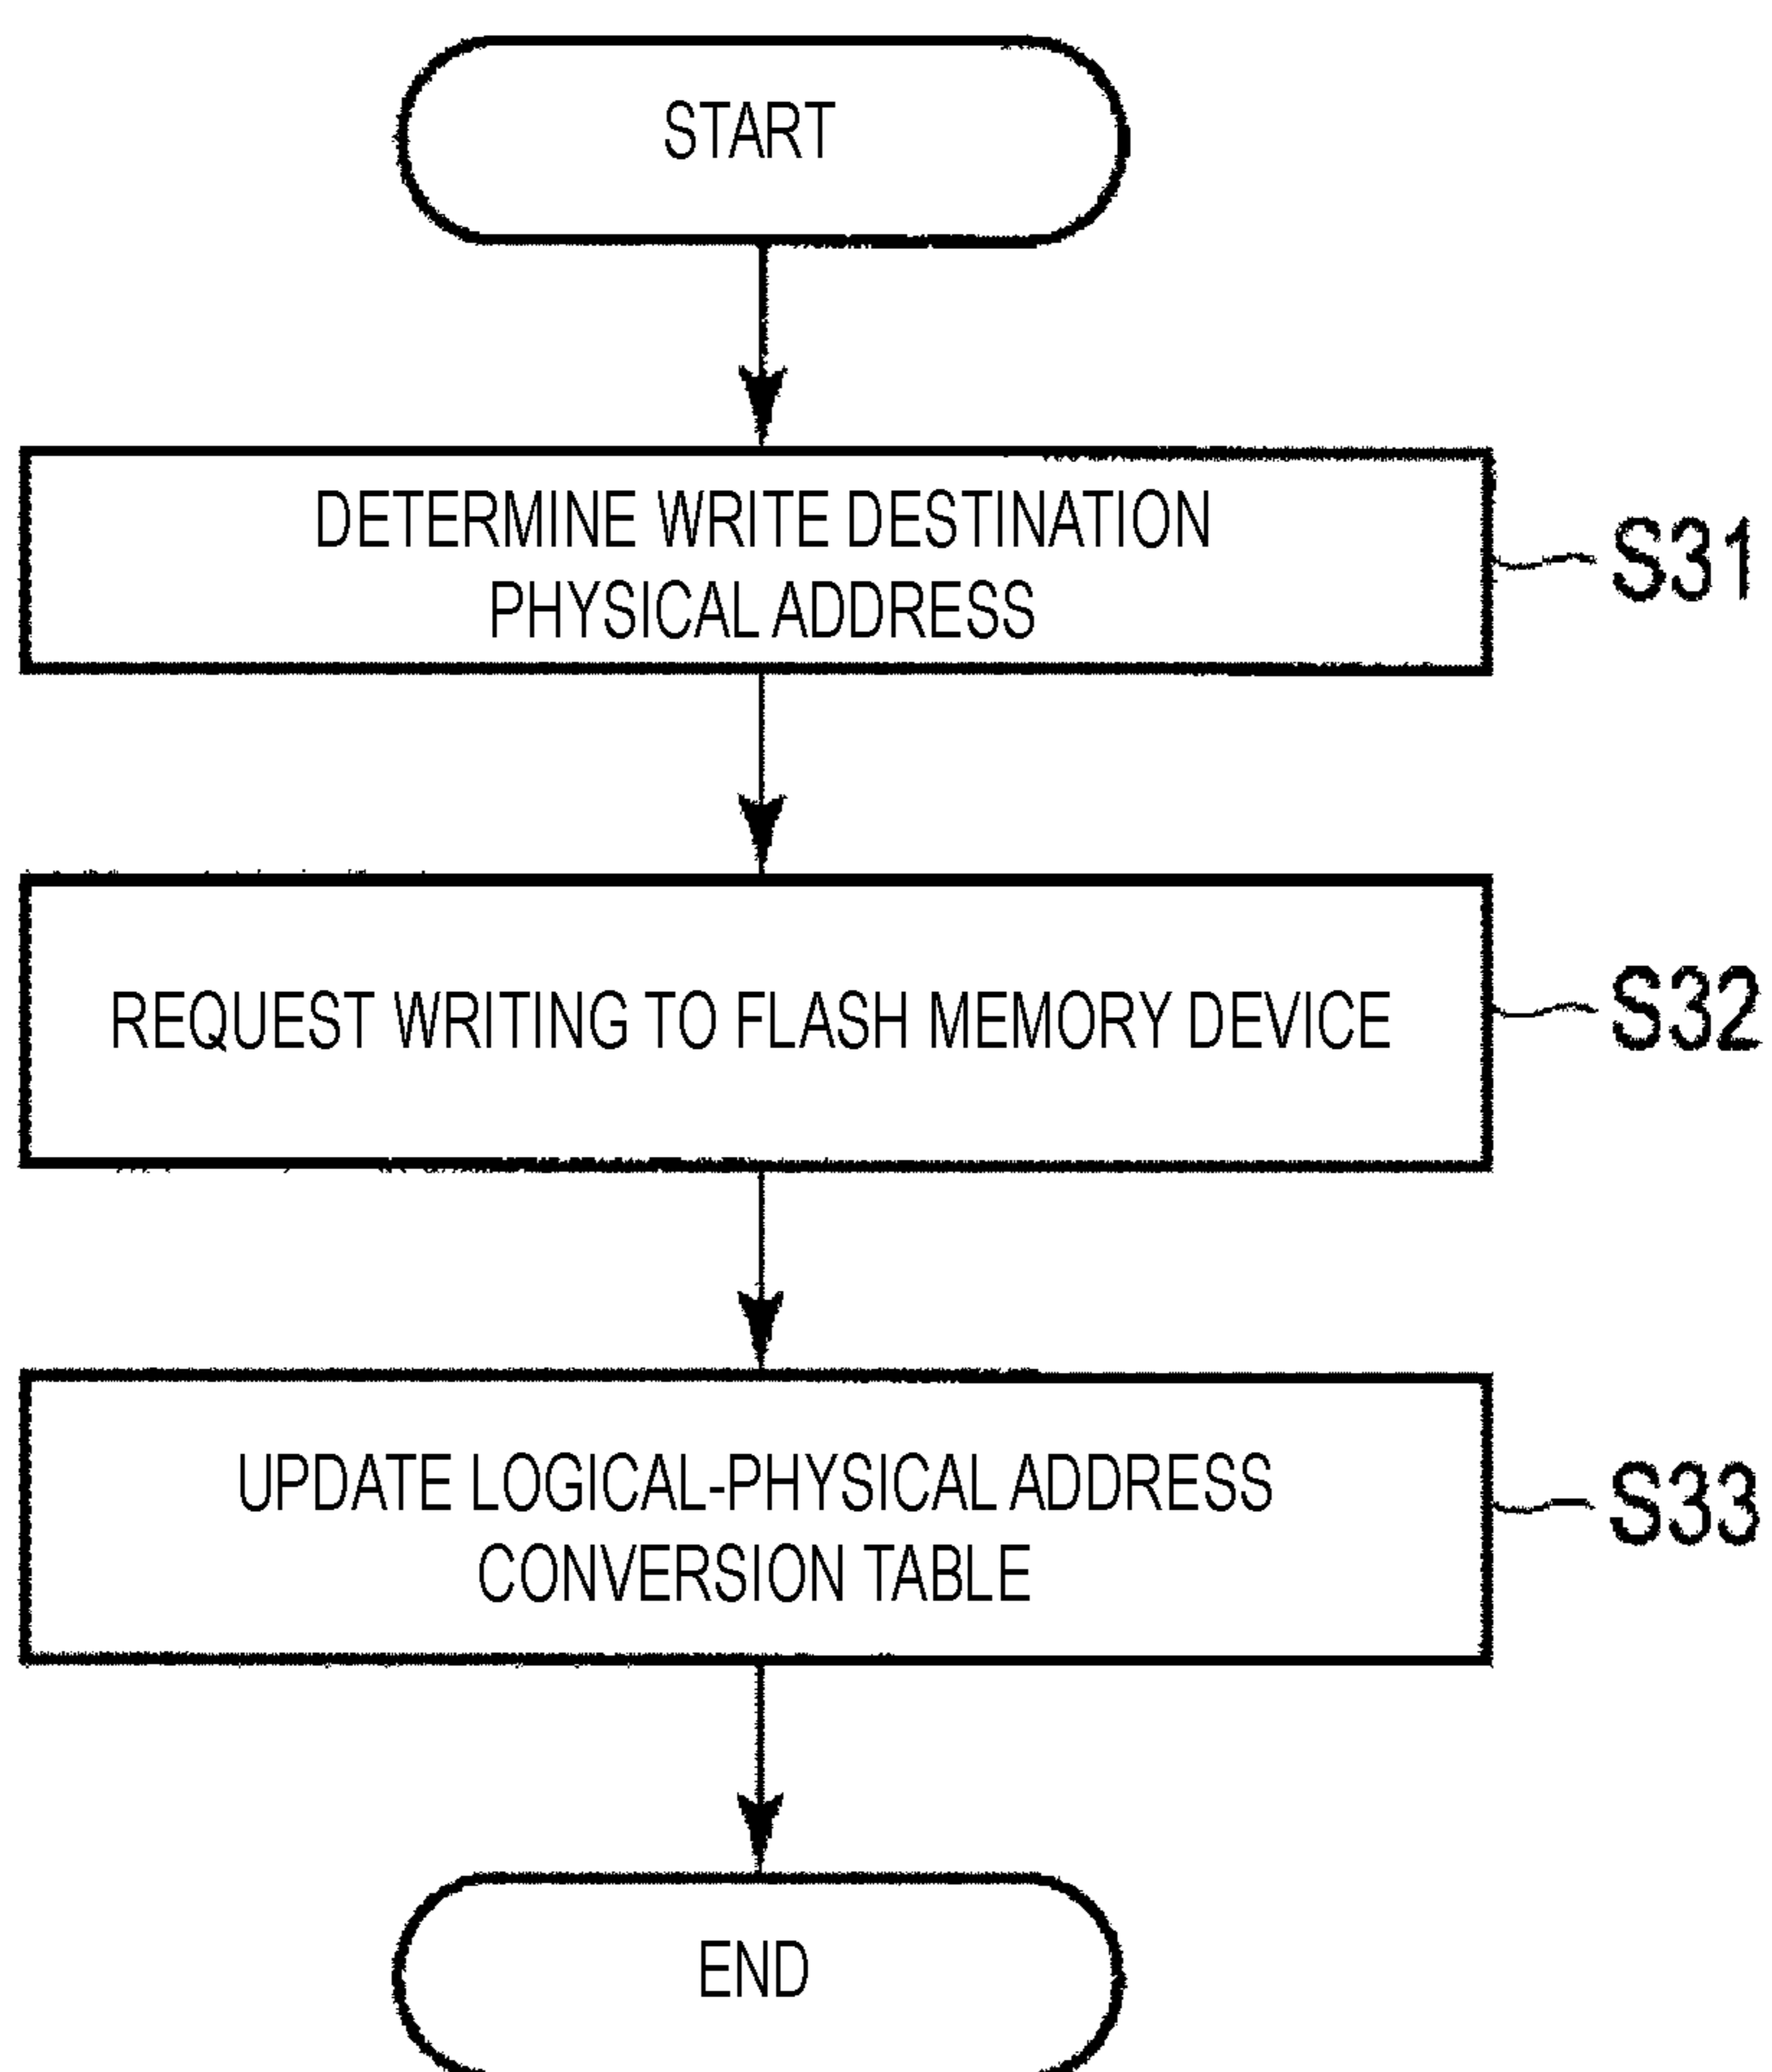 START
DETERMINE WRITE DESTINATION
PHYSICAL ADDRESS
S31
REQUEST WRITING TO FLASH MEMORY DEVICE
S32
UPDATE LOGICAL-PHYSICAL ADDRESS
CONVERSION TABLE
S33
END